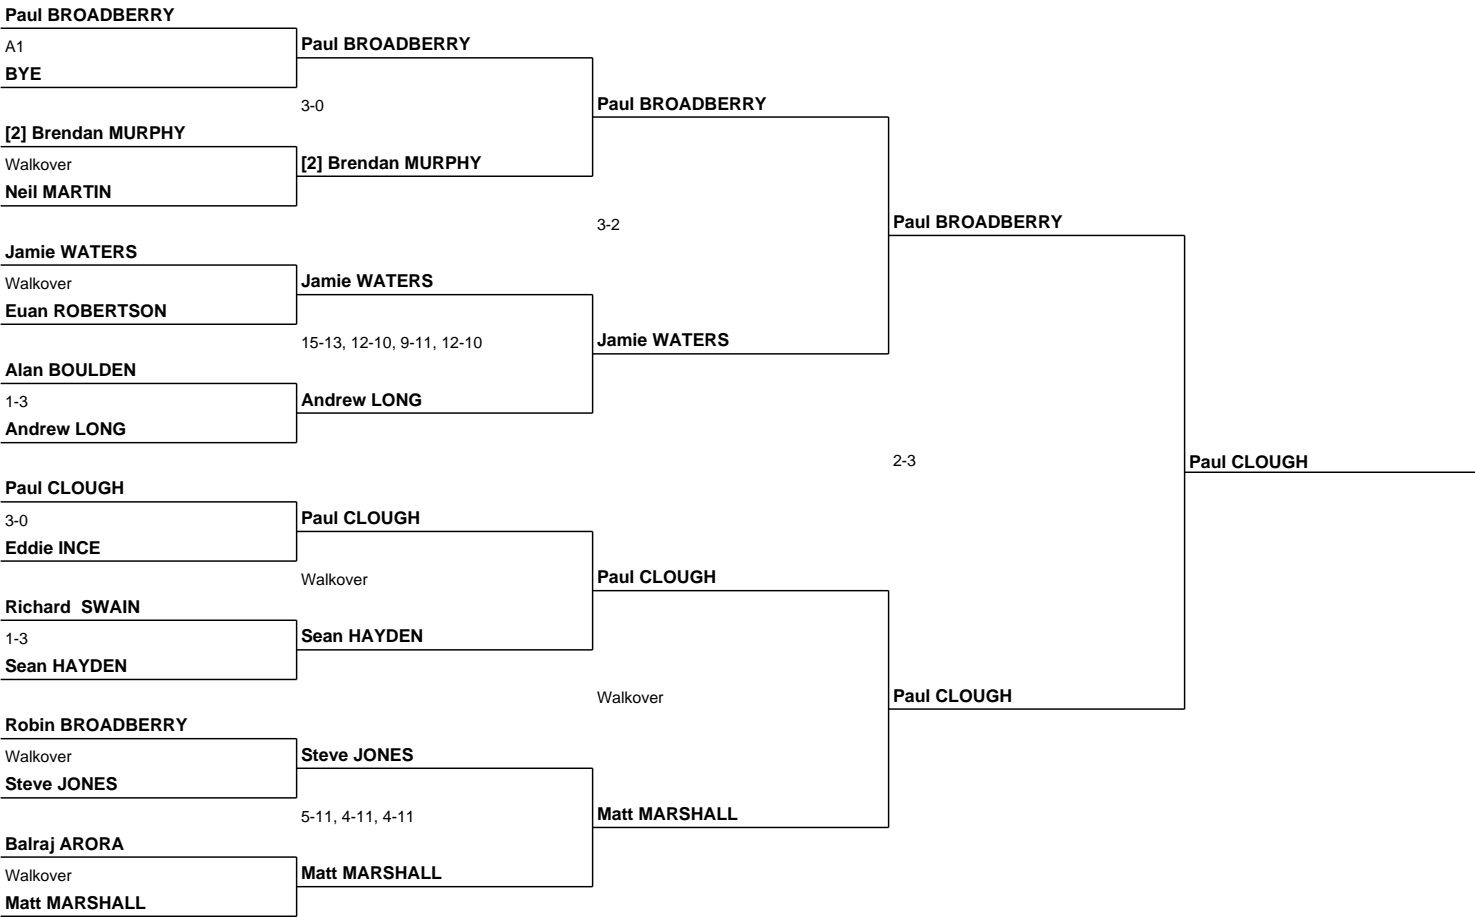 Paul BROADBERRY
A1
BYE
[2] Brendan MURPHY
Walkover
Neil MARTIN
Jamie WATERS
Walkover
Euan ROBERTSON
Alan BOULDEN
1-3
Andrew LONG
Paul CLOUGH
3-0
Eddie INCE
Richard  SWAIN
1-3
Sean HAYDEN
Robin BROADBERRY
Walkover
Steve JONES
Balraj ARORA
Walkover
Matt MARSHALL
Paul BROADBERRY
3-0
[2] Brendan MURPHY
Jamie WATERS
15-13, 12-10, 9-11, 12-10
Andrew LONG
Paul CLOUGH
Walkover
Sean HAYDEN
Steve JONES
5-11, 4-11, 4-11
Matt MARSHALL
Paul BROADBERRY
3-2
Jamie WATERS
Paul CLOUGH
Walkover
Matt MARSHALL
Paul BROADBERRY
2-3
Paul CLOUGH
Paul CLOUGH